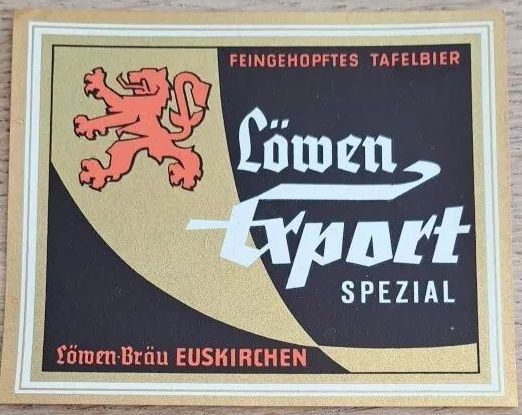 FEINGEHOPFTES TAFELBIER
Löwen
Export
SPEZIAL
Löwen-Bräu EUSKIRCHEN